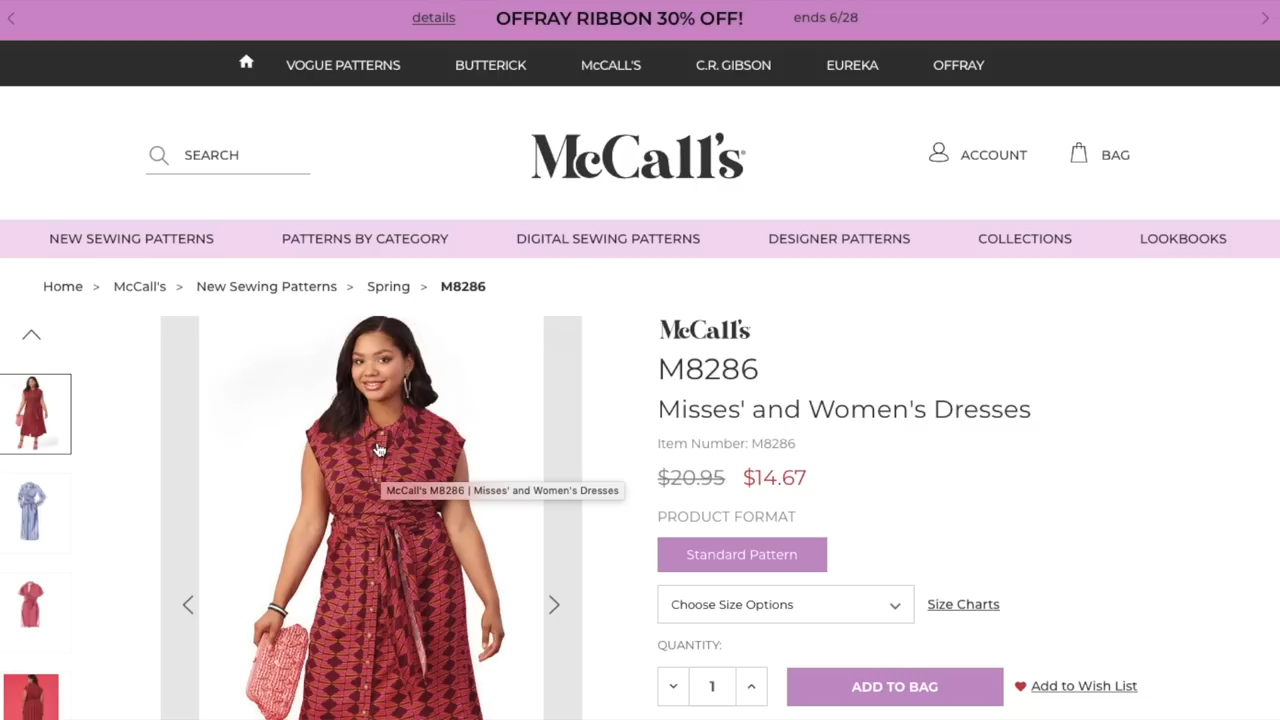 details OFFRAY RIBBON 30% OFF! ends 6/28
VOGUE PATTERNS BUTTERICK McCALL'S C.R. GIBSON EUREKA OFFRAY
SEARCH McCall's ACCOUNT BAG
NEW SEWING PATTERNS PATTERNS BY CATEGORY DIGITAL SEWING PATTERNS DESIGNER PATTERNS COLLECTIONS LOOKBOOKS
Home > McCall's > New Sewing Patterns > Spring > M8286
McCall's
M8286
Misses' and Women's Dresses
Item Number: M8286
$20.95 $14.67
McCall's M8286 | Misses' and Women's Dresses
PRODUCT FORMAT
Standard Pattern
Choose Size Options Size Charts
QUANTITY:
1 ADD TO BAG Add to Wish List